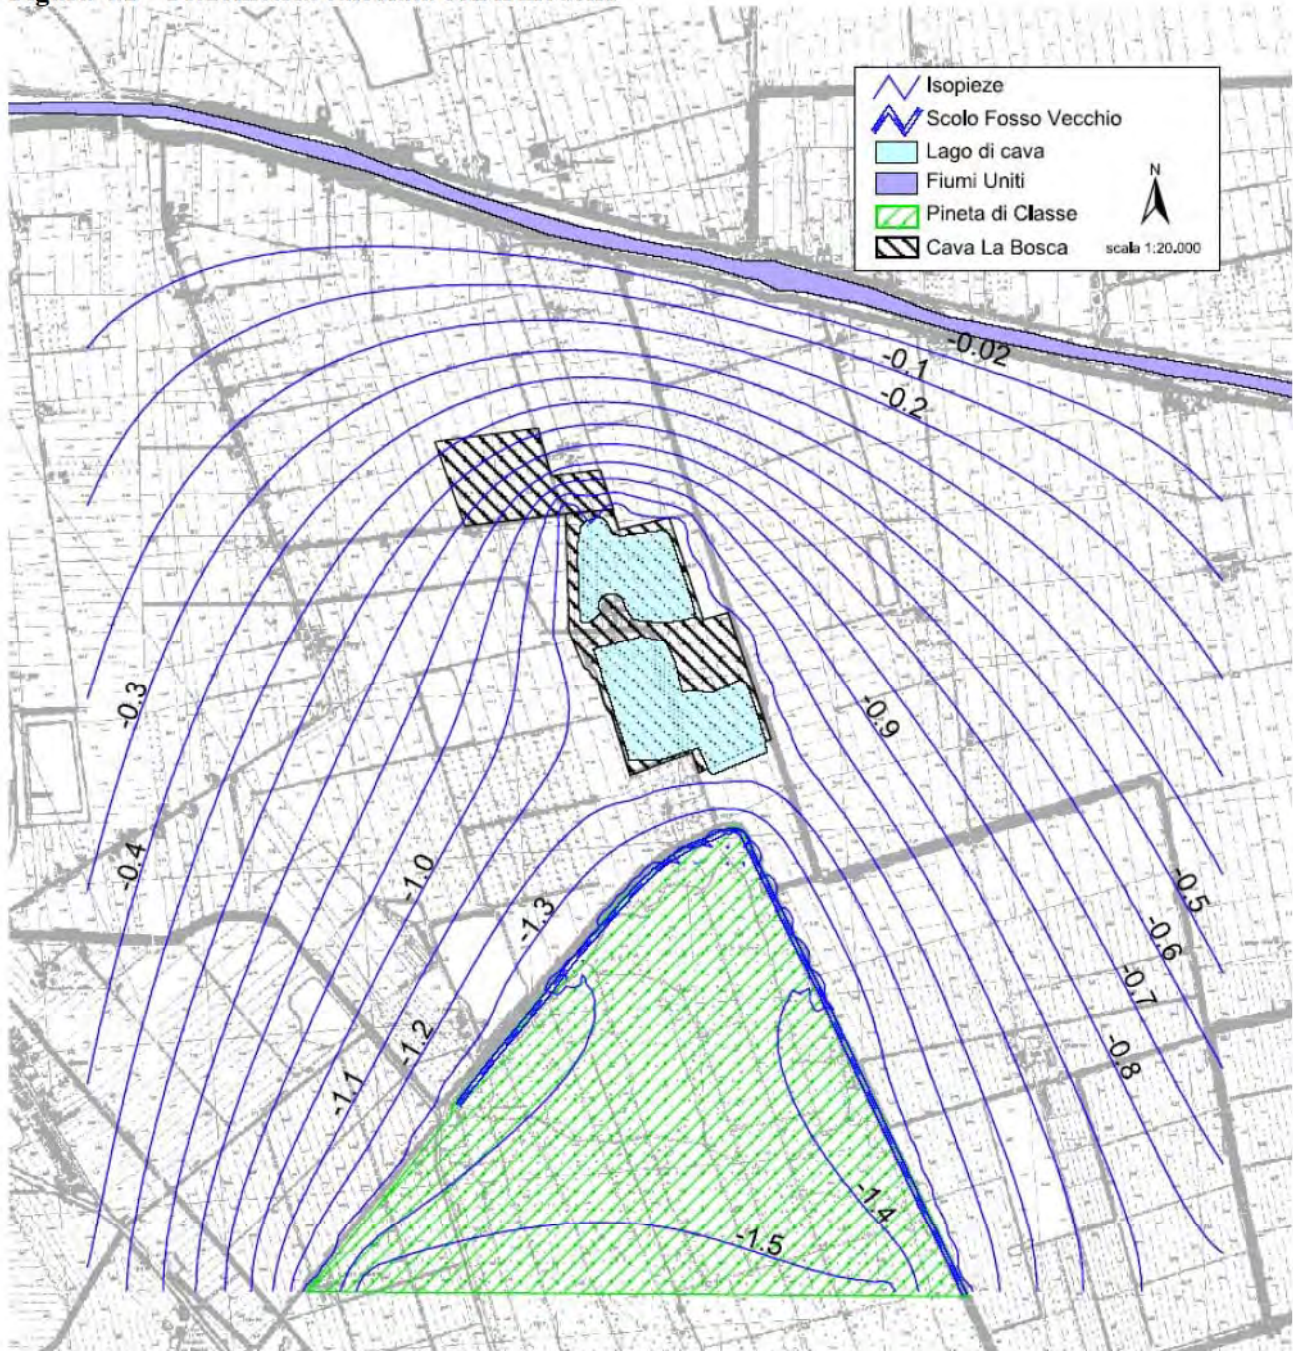 Isopieze
Scolo Fosso Vecchio
Lago di cava
Fiumi Uniti
Pineta di Classe
Cava La Bosca
N
scala 1:20.000
-0.02
-0.1
-0.2
-0.3
-0.9
-0.4
-1.0
-0.5
-1.3
-0.6
-0.7
-1.2
-0.8
-1.1
-1.4
-1.5